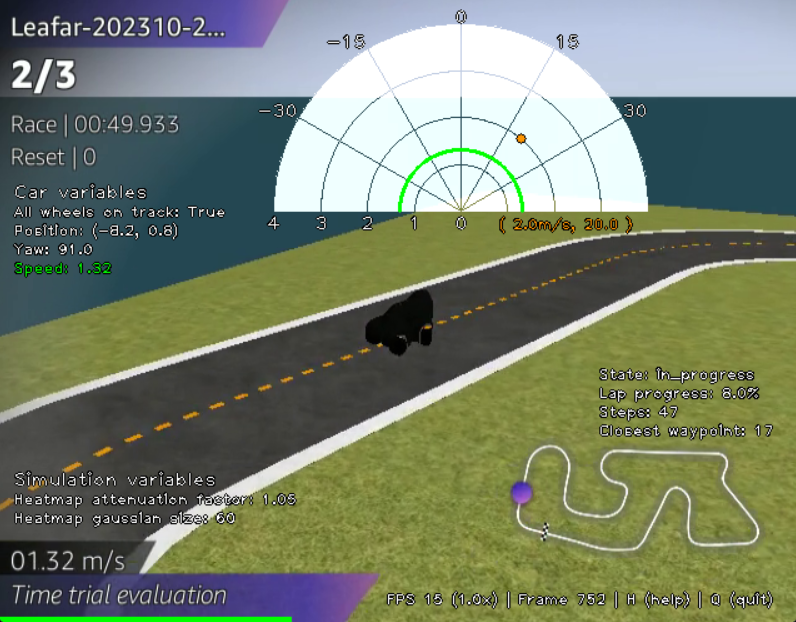 Leafar-202310-2...
2/3
Race | 00:49.933
Reset | 0
Car variables
All wheels on track: True
Position: (-8.2, 0.8)
Yaw: 91.0
Speed: 1.32
0
-15
15
-30
30
4 3 2 1 0
( 2.0m/s, 20.0 )
State: in_progress
Lap progress: 8.0%
Steps: 47
Closest waypoint: 17
Simulation variables
Heatmap attenuation factor: 1.05
Heatmap gaussian size: 60
01.32 m/s
Time trial evaluation
FPS 15 (1.0x) | Frame 752 | H (help) | Q (quit)